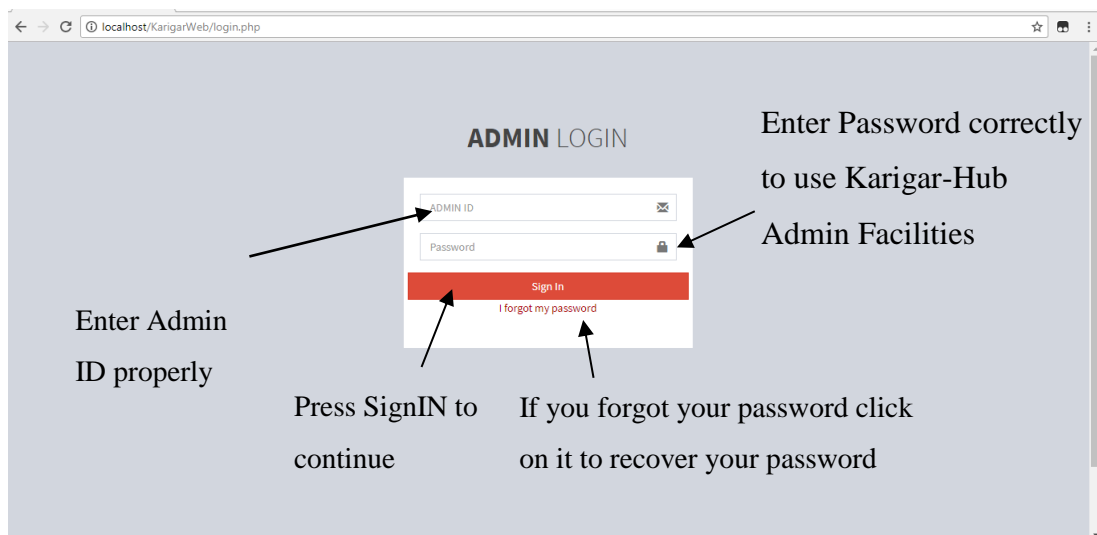 localhost/KarigarWeb/login.php
ADMIN LOGIN
ADMIN ID
Password
Sign In
I forgot my password
Enter Password correctly
to use Karigar-Hub
Admin Facilities
Enter Admin
ID properly
Press SignIN to
continue
If you forgot your password click
on it to recover your password